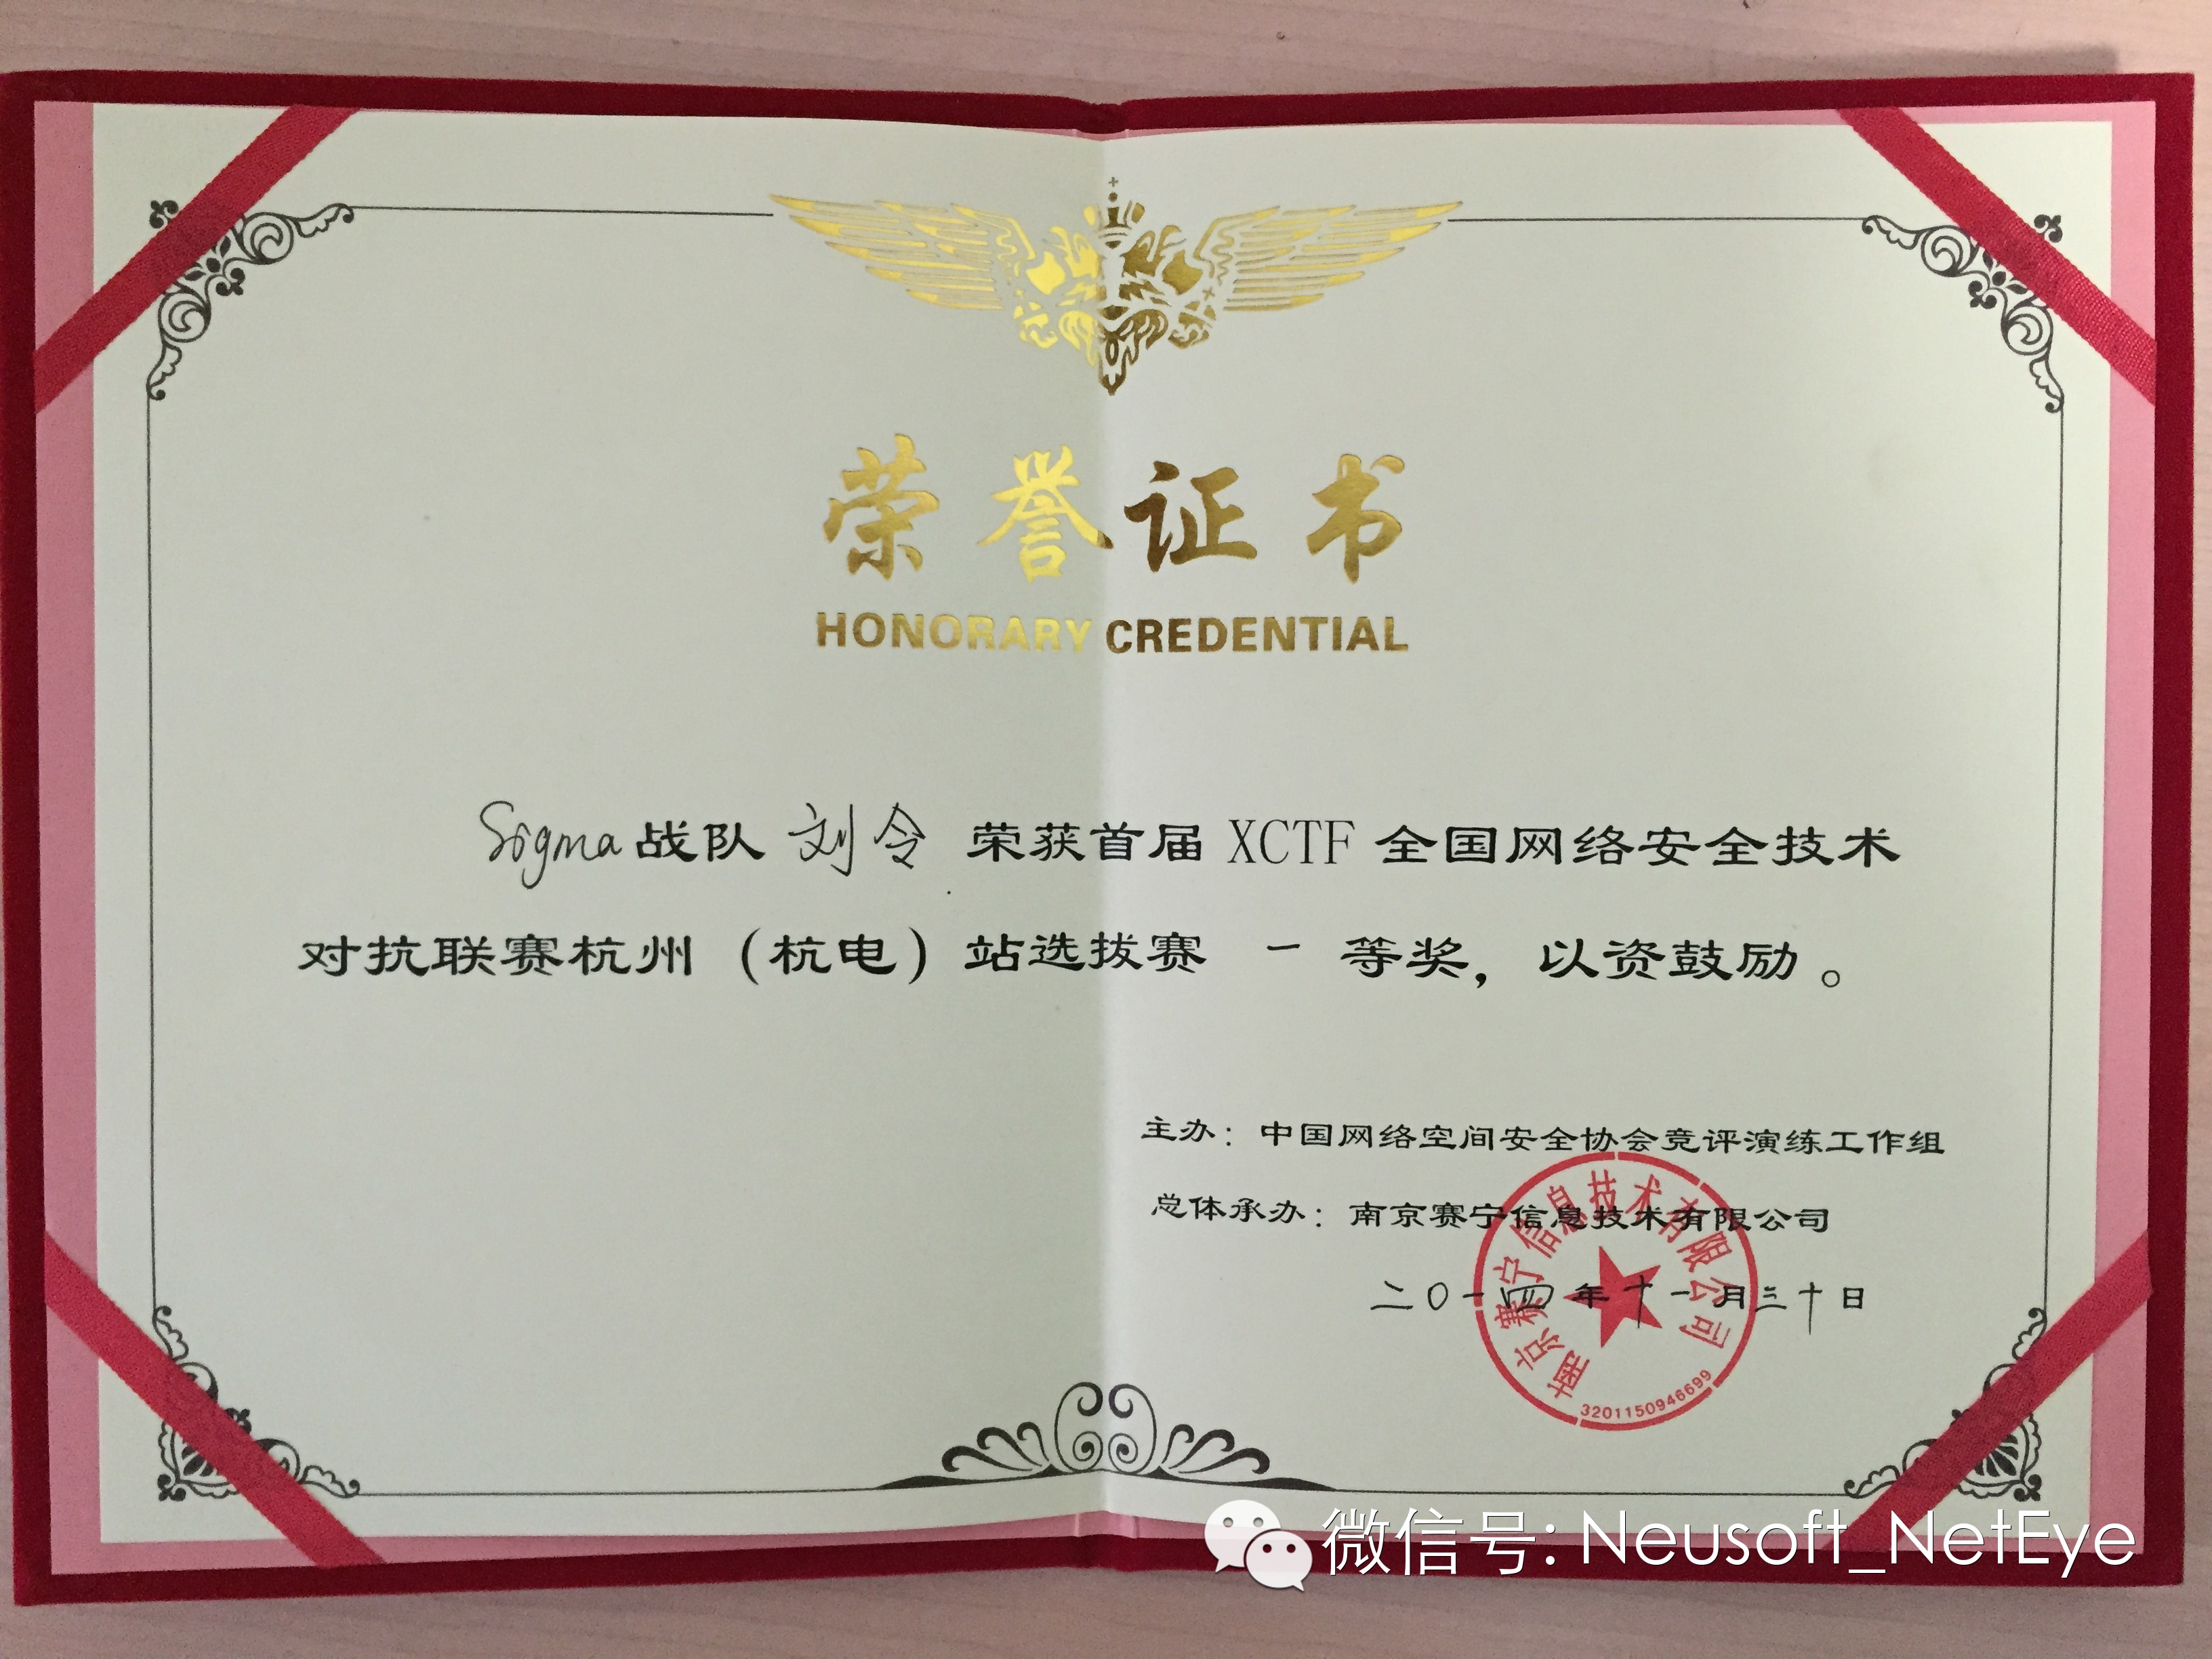 荣誉证书
HONORARY CREDENTIAL
Sigma战队 刘令 荣获首届 XCTF 全国网络安全技术
对抗联赛杭州（杭电）站选拔赛 一 等奖，以资鼓励。
主办：中国网络空间安全协会竞评演练工作组
总体承办：南京赛宁信息技术有限公司
二〇一四年十一月三十日
南京赛宁信息技术有限公司
3201150946699
微信号: Neusoft_NetEye